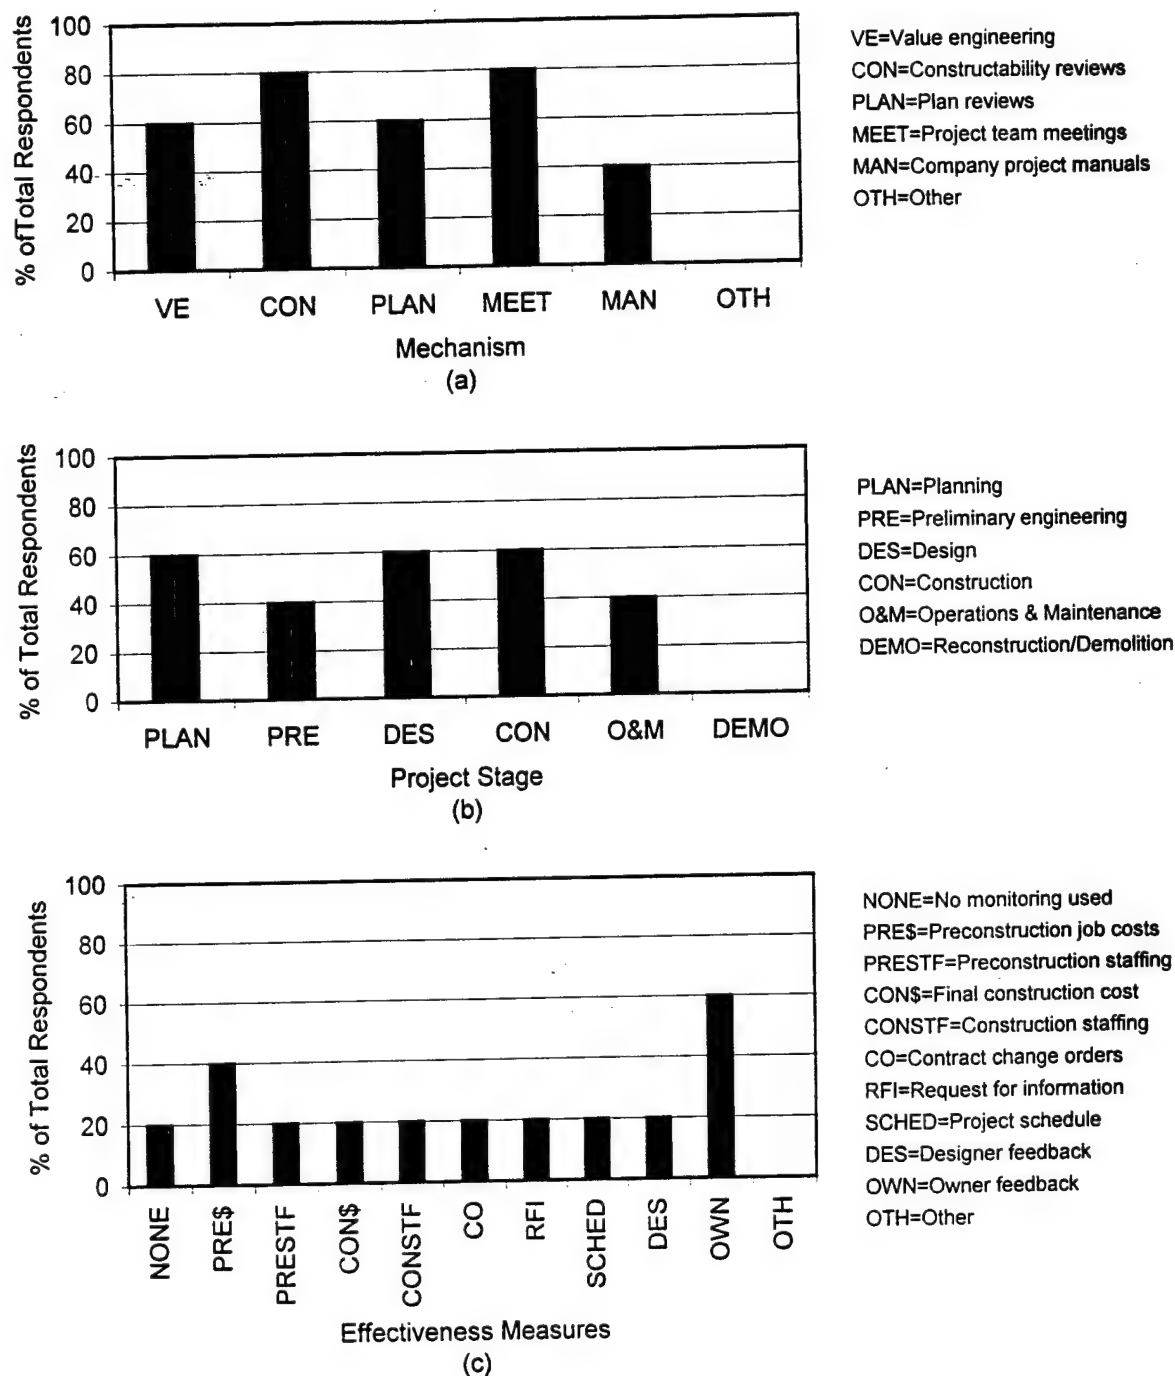 % ofTotal Respondents
100
80
60
40
20
0
VE
CON
PLAN
MEET
MAN
OTH
Mechanism
(a)
VE=Value engineering
CON=Constructability reviews
PLAN=Plan reviews
MEET=Project team meetings
MAN=Company project manuals
OTH=Other
% of Total Respondents
100
80
60
40
20
0
PLAN
PRE
DES
CON
O&M
DEMO
Project Stage
(b)
PLAN=Planning
PRE=Preliminary engineering
DES=Design
CON=Construction
O&M=Operations & Maintenance
DEMO=Reconstruction/Demolition
% of Total Respondents
100
80
60
40
20
0
NONE
PRE$
PRESTF
CON$
CONSTF
CO
RFI
SCHED
DES
OWN
OTH
Effectiveness Measures
(c)
NONE=No monitoring used
PRE$=Preconstruction job costs
PRESTF=Preconstruction staffing
CON$=Final construction cost
CONSTF=Construction staffing
CO=Contract change orders
RFI=Request for information
SCHED=Project schedule
DES=Designer feedback
OWN=Owner feedback
OTH=Other